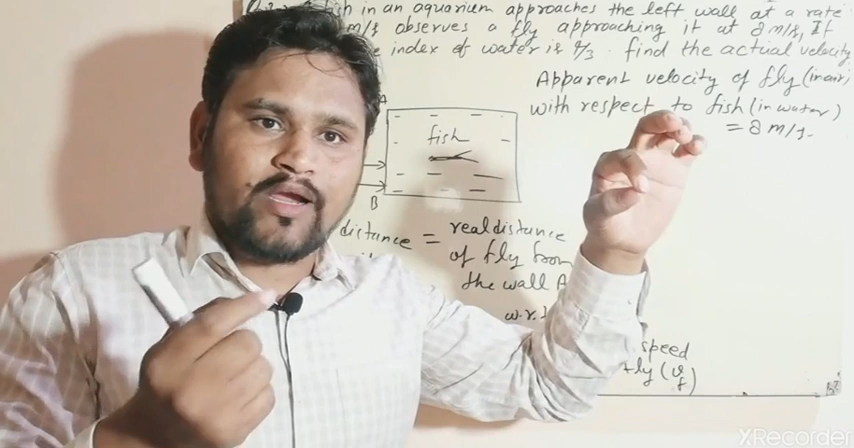 fish in an aquarium approaches the left wall at a rate
m/s observes a fly approaching it at 8 m/s, If
index of water is 4/3. find the actual velocity
Apparent velocity of fly (in air)
with respect to fish (in water)
= 8 m/s.
A
fish
B
distance = real distance
of fly from
the wall A
w.r.
speed
fly (
XRecorder